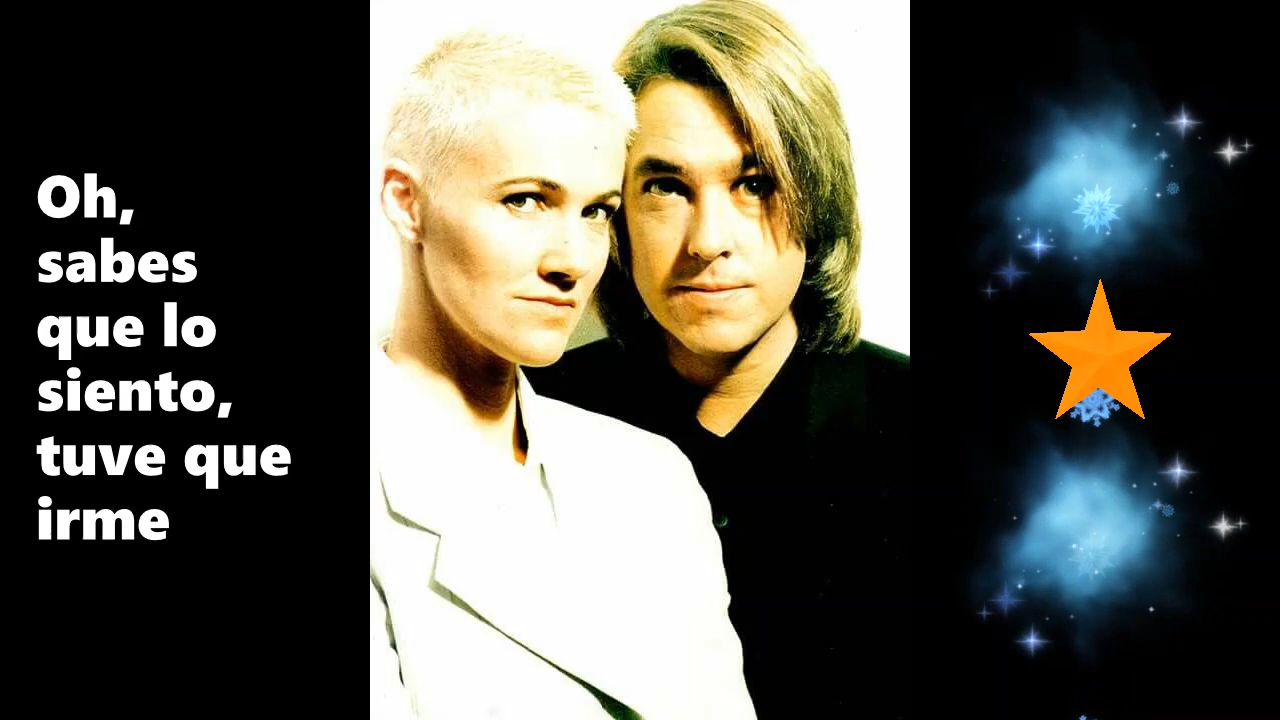 Oh,
sabes
que lo
siento,
tuve que
irme